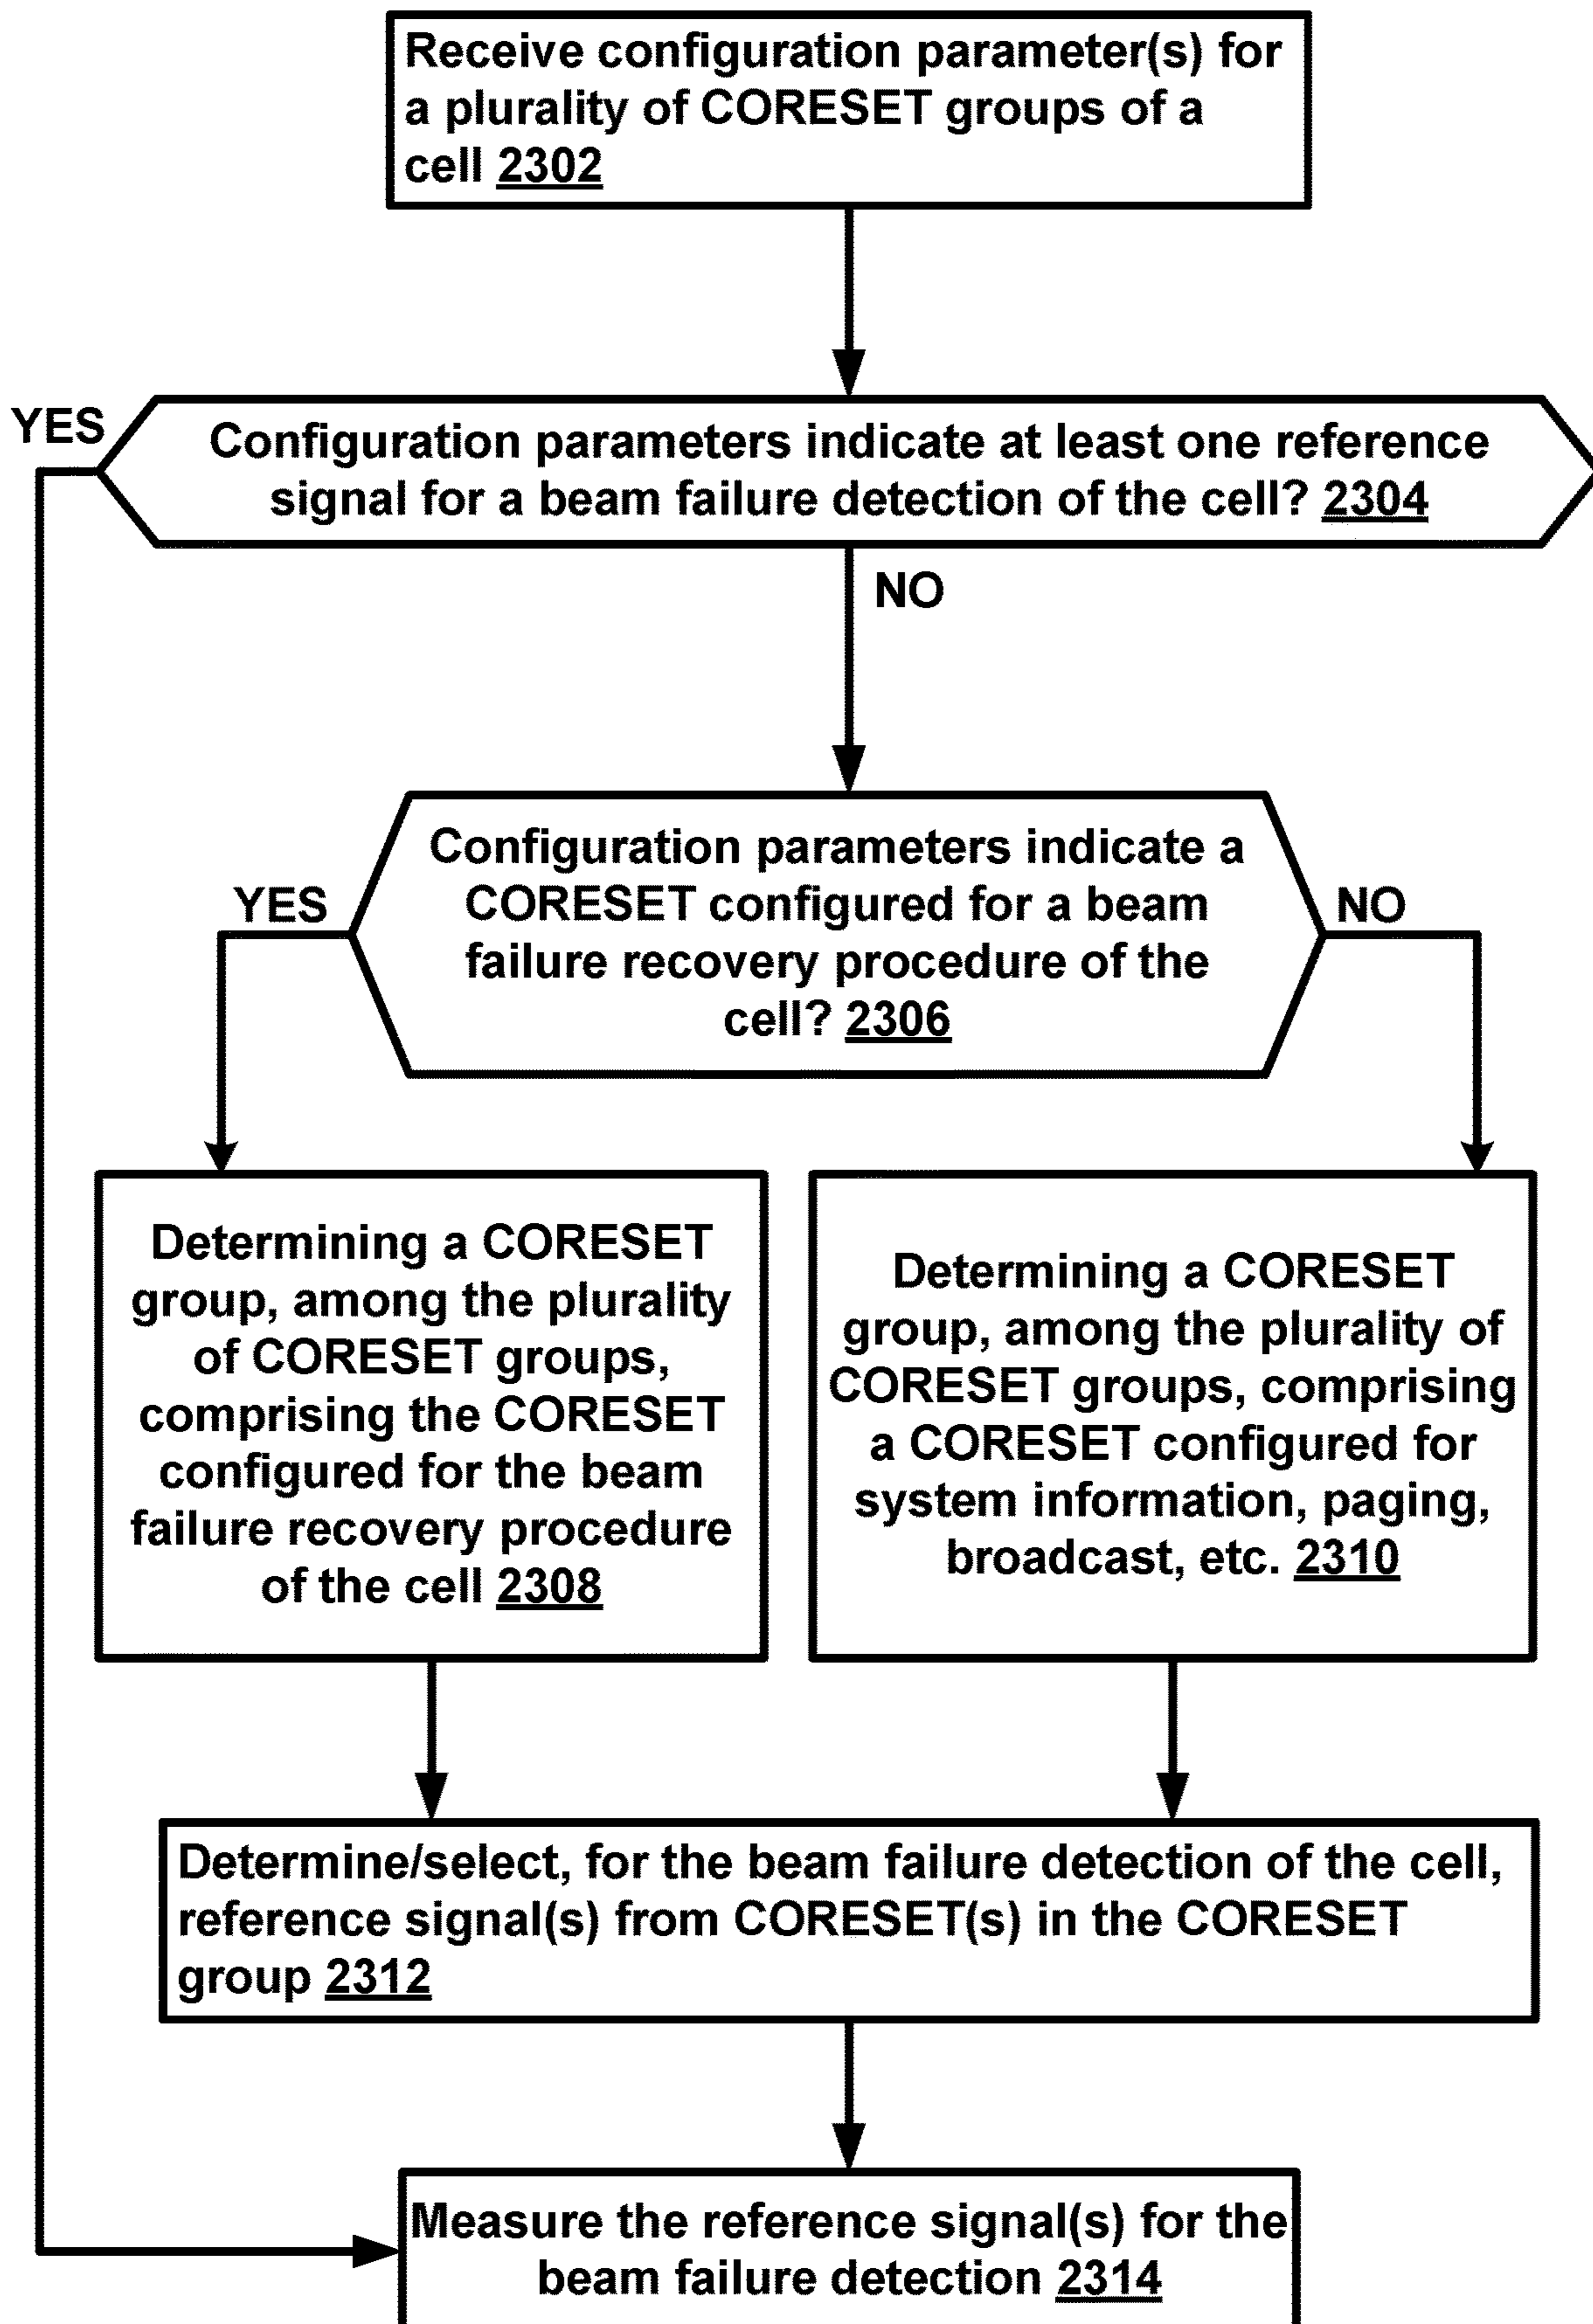 Receive configuration parameter(s) for
a plurality of CORESET groups of a
cell 2302
YES
Configuration parameters indicate at least one reference
signal for a beam failure detection of the cell? 2304
NO
Configuration parameters indicate a
CORESET configured for a beam
failure recovery procedure of the
cell? 2306
YES
NO
Determining a CORESET
group, among the plurality
of CORESET groups,
comprising the CORESET
configured for the beam
failure recovery procedure
of the cell 2308
Determining a CORESET
group, among the plurality of
CORESET groups, comprising
a CORESET configured for
system information, paging,
broadcast, etc. 2310
Determine/select, for the beam failure detection of the cell,
reference signal(s) from CORESET(s) in the CORESET
group 2312
Measure the reference signal(s) for the
beam failure detection 2314